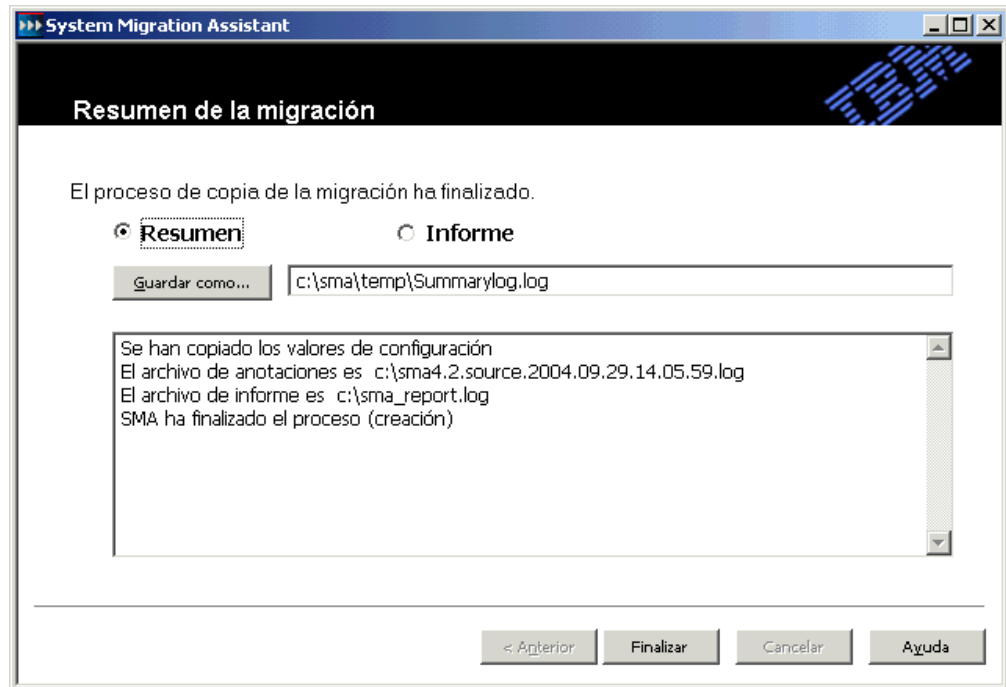 System Migration Assistant
IBM
Resumen de la migración
El proceso de copia de la migración ha finalizado.
Resumen Informe
Guardar como... c:\sma\temp\Summarylog.log
Se han copiado los valores de configuración
El archivo de anotaciones es c:\sma4.2.source.2004.09.29.14.05.59.log
El archivo de informe es c:\sma_report.log
SMA ha finalizado el proceso (creación)
< Anterior Finalizar Cancelar Ayuda